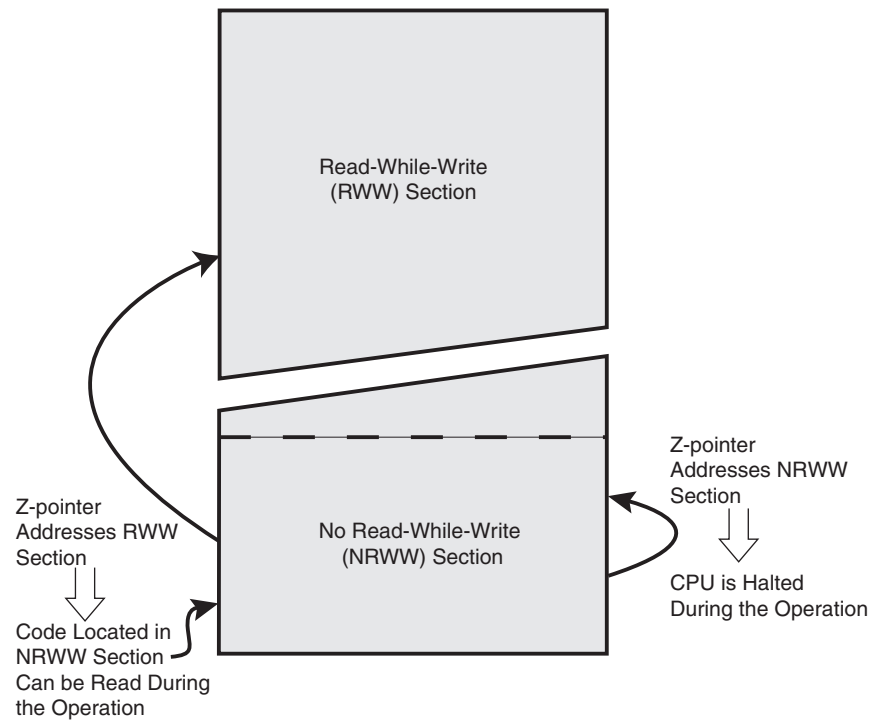 Read-While-Write
(RWW) Section
Z-pointer
Addresses NRWW
Section
Z-pointer
Addresses RWW
Section
No Read-While-Write
(NRWW) Section
CPU is Halted
During the Operation
Code Located in
NRWW Section
Can be Read During
the Operation